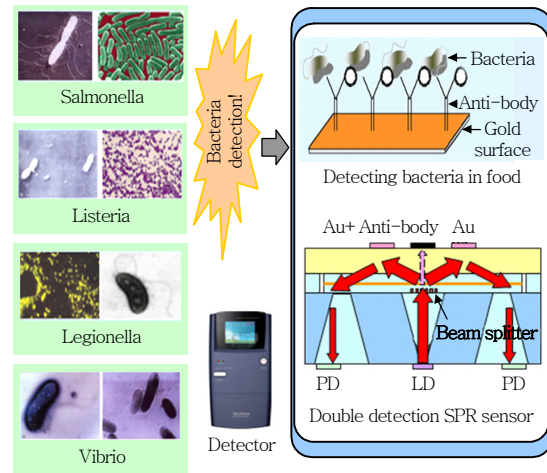 Salmonella
Listeria
Legionella
Vibrio
Bacteria
detection!
Detector
Bacteria
Anti-body
Gold
surface
Detecting bacteria in food
Au+ Anti-body Au
Beam splitter
PD LD PD
Double detection SPR sensor